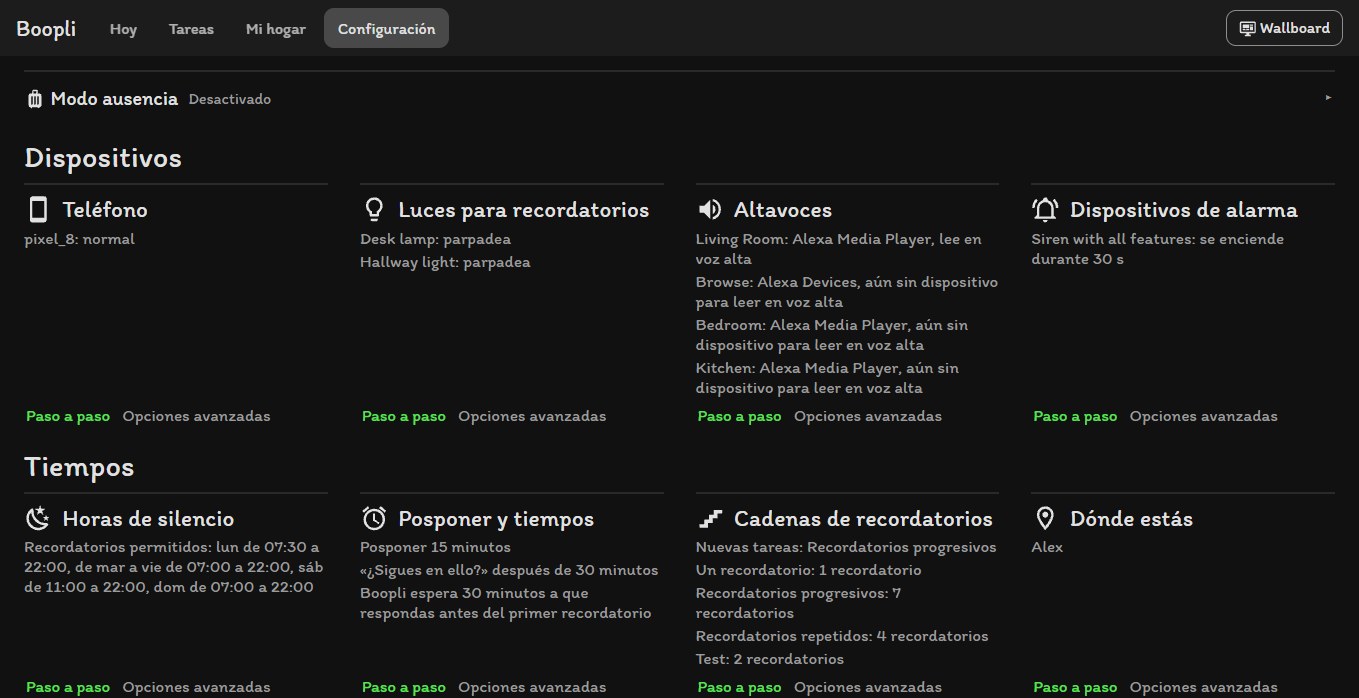 Boopli
Hoy
Tareas
Mi hogar
Configuración
Wallboard
Modo ausencia
Desactivado
Dispositivos
Teléfono
pixel_8: normal
Paso a paso
Opciones avanzadas
Luces para recordatorios
Desk lamp: parpadea
Hallway light: parpadea
Paso a paso
Opciones avanzadas
Altavoces
Living Room: Alexa Media Player, lee en
voz alta
Browse: Alexa Devices, aún sin dispositivo
para leer en voz alta
Bedroom: Alexa Media Player, aún sin
dispositivo para leer en voz alta
Kitchen: Alexa Media Player, aún sin
dispositivo para leer en voz alta
Paso a paso
Opciones avanzadas
Dispositivos de alarma
Siren with all features: se enciende
durante 30 s
Paso a paso
Opciones avanzadas
Tiempos
Horas de silencio
Recordatorios permitidos: lun de 07:30 a
22:00, de mar a vie de 07:00 a 22:00, sáb
de 11:00 a 22:00, dom de 07:00 a 22:00
Paso a paso
Opciones avanzadas
Posponer y tiempos
Posponer 15 minutos
«¿Sigues en ello?» después de 30 minutos
Boopli espera 30 minutos a que
respondas antes del primer recordatorio
Paso a paso
Opciones avanzadas
Cadenas de recordatorios
Nuevas tareas: Recordatorios progresivos
Un recordatorio: 1 recordatorio
Recordatorios progresivos: 7
recordatorios
Recordatorios repetidos: 4 recordatorios
Test: 2 recordatorios
Paso a paso
Opciones avanzadas
Dónde estás
Alex
Paso a paso
Opciones avanzadas